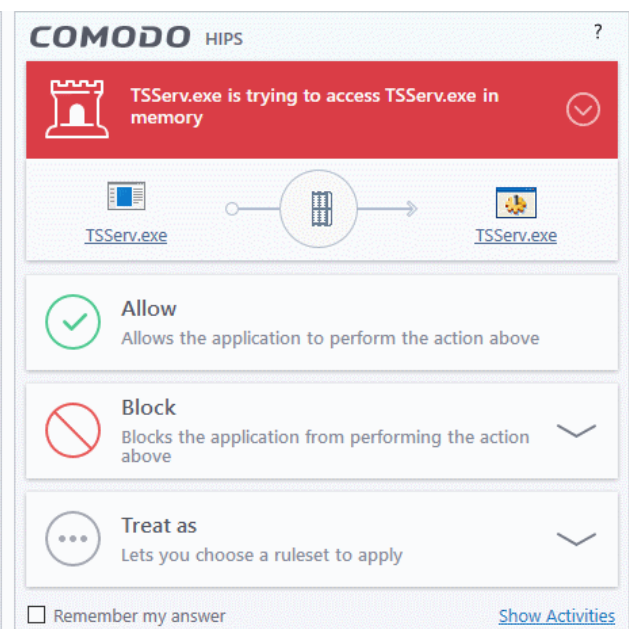 COMODO HIPS ?
TSServ.exe is trying to access TSServ.exe in
memory
TSServ.exe TSServ.exe
Allow
Allows the application to perform the action above
Block
Blocks the application from performing the action
above
Treat as
Lets you choose a ruleset to apply
Remember my answer Show Activities